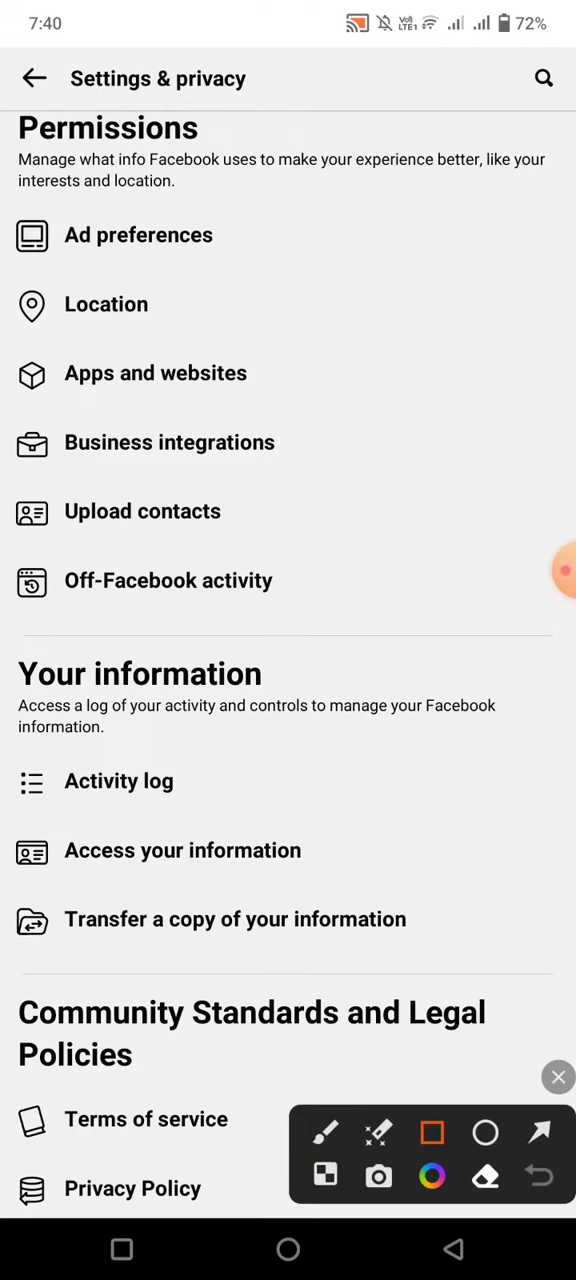 7:40
Vo) LTE1
72%
Settings & privacy
Permissions
Manage what info Facebook uses to make your experience better, like your
interests and location.
Ad preferences
Location
Apps and websites
Business integrations
Upload contacts
Off-Facebook activity
Your information
Access a log of your activity and controls to manage your Facebook
information.
Activity log
Access your information
Transfer a copy of your information
Community Standards and Legal
Policies
Terms of service
Privacy Policy